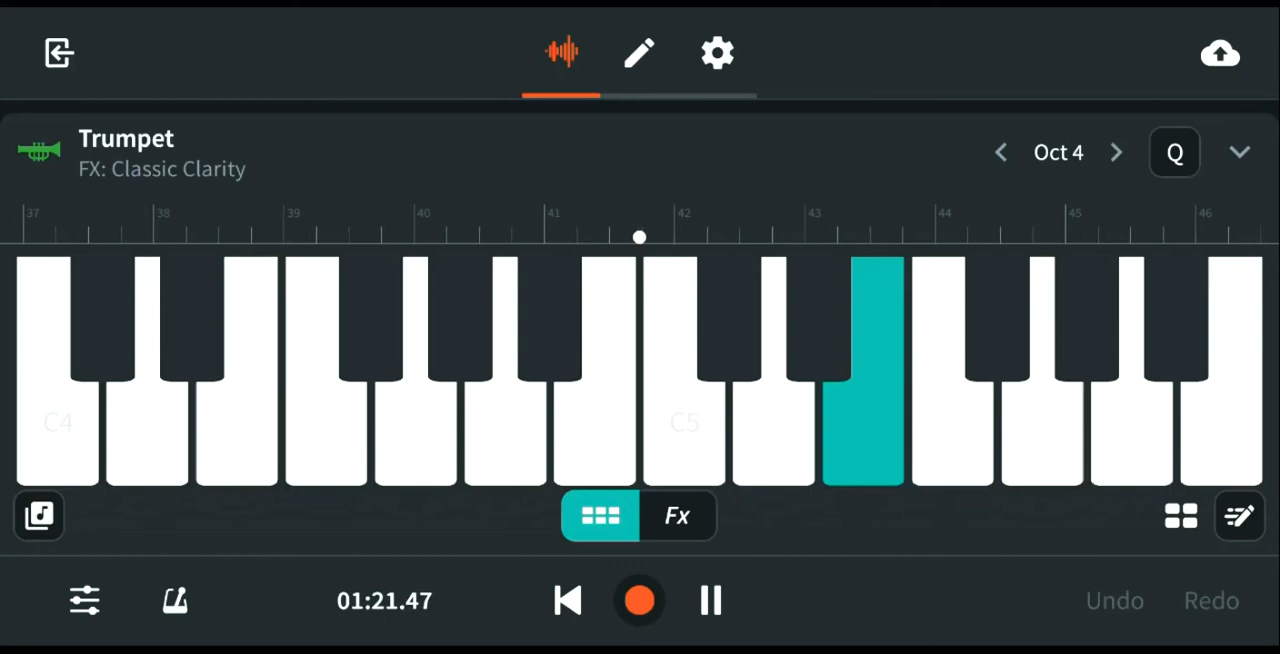 Trumpet
FX: Classic Clarity
Oct 4
Q
37 38 39 40 41 42 43 44 45 46
C4 C5
Fx
01:21.47
Undo Redo